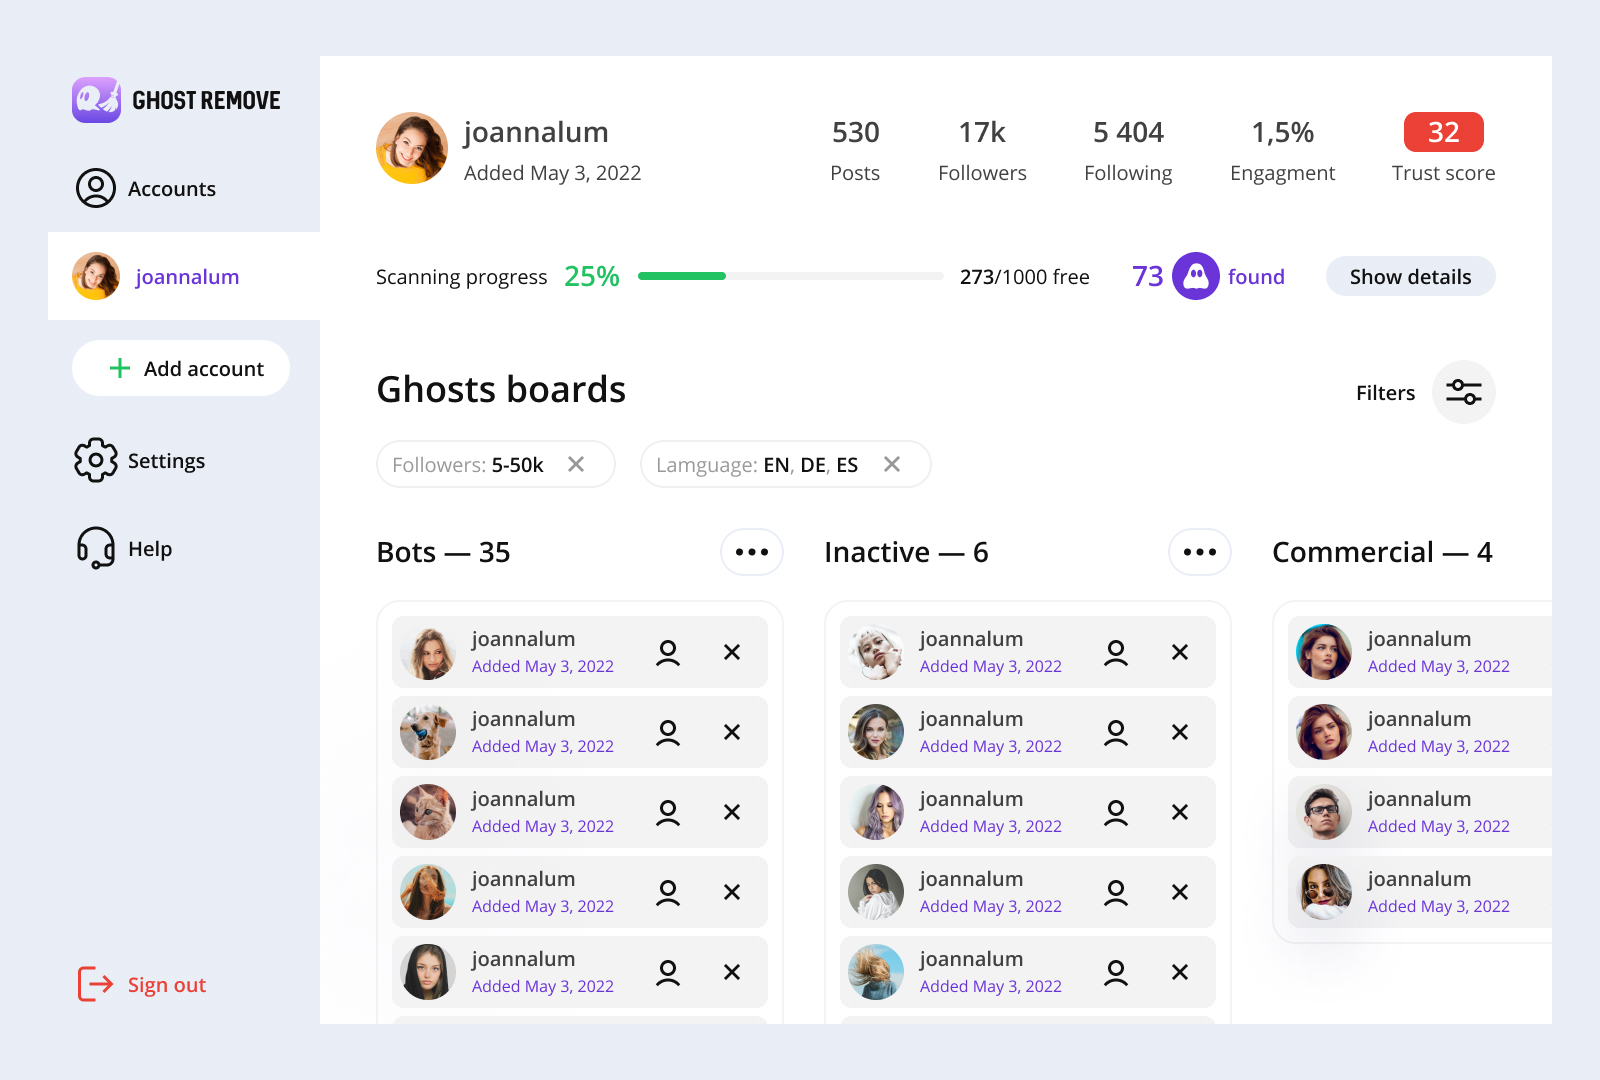 GHOST REMOVE
Accounts
joannalum
Add account
Settings
Help
Sign out
joannalum
Added May 3, 2022
530
Posts
17k
Followers
5 404
Following
1,5%
Engagment
32
Trust score
Scanning progress 25%
273/1000 free
73 found
Show details
Ghosts boards
Filters
Followers: 5-50k
Lamguage: EN, DE, ES
Bots — 35
joannalum
Added May 3, 2022
joannalum
Added May 3, 2022
joannalum
Added May 3, 2022
joannalum
Added May 3, 2022
joannalum
Added May 3, 2022
Inactive — 6
joannalum
Added May 3, 2022
joannalum
Added May 3, 2022
joannalum
Added May 3, 2022
joannalum
Added May 3, 2022
joannalum
Added May 3, 2022
Commercial — 4
joannalum
Added May 3, 2022
joannalum
Added May 3, 2022
joannalum
Added May 3, 2022
joannalum
Added May 3, 2022